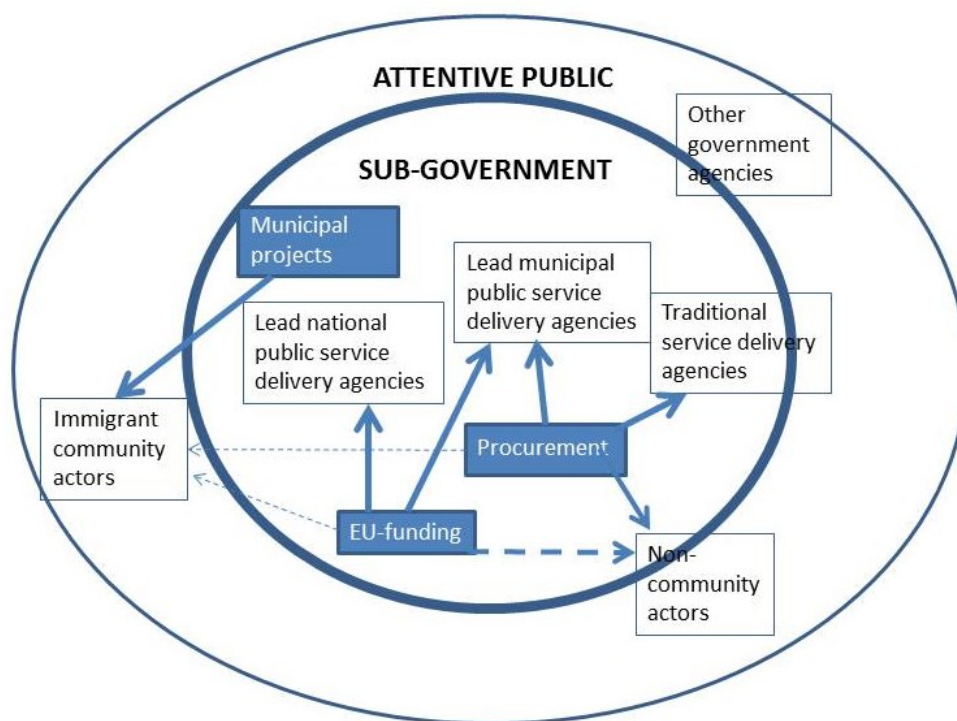 ATTENTIVE PUBLIC
Other
government
agencies
SUB-GOVERNMENT
Municipal
projects
Lead municipal
public service
delivery agencies
Lead national
public service
delivery agencies
Traditional
service delivery
agencies
Immigrant
community
actors
Procurement
EU-funding
Non-
community
actors